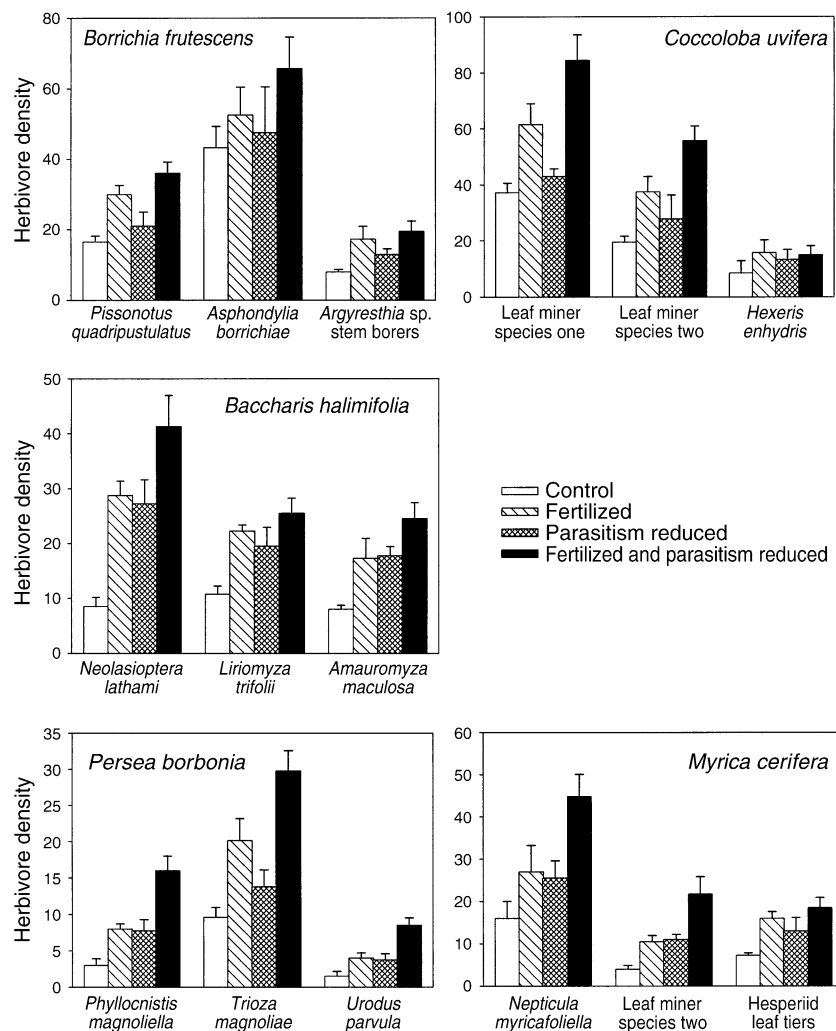 Borrichia frutescens
Herbivore density
80
60
40
20
0
Pissonotus quadripustulatus
Asphondylia borrichiae
Argyresthia sp. stem borers
Coccoloba uvifera
100
80
60
40
20
0
Leaf miner species one
Leaf miner species two
Hexeris enhydris
Baccharis halimifolia
Herbivore density
50
40
30
20
10
0
Neolasioptera lathami
Liriomyza trifolii
Amauromyza maculosa
Control
Fertilized
Parasitism reduced
Fertilized and parasitism reduced
Persea borbonia
Herbivore density
35
30
25
20
15
10
5
0
Phyllocnistis magnoliella
Trioza magnoliae
Urodus parvula
Myrica cerifera
60
50
40
30
20
10
0
Nepticula myricafoliella
Leaf miner species two
Hesperiid leaf tiers